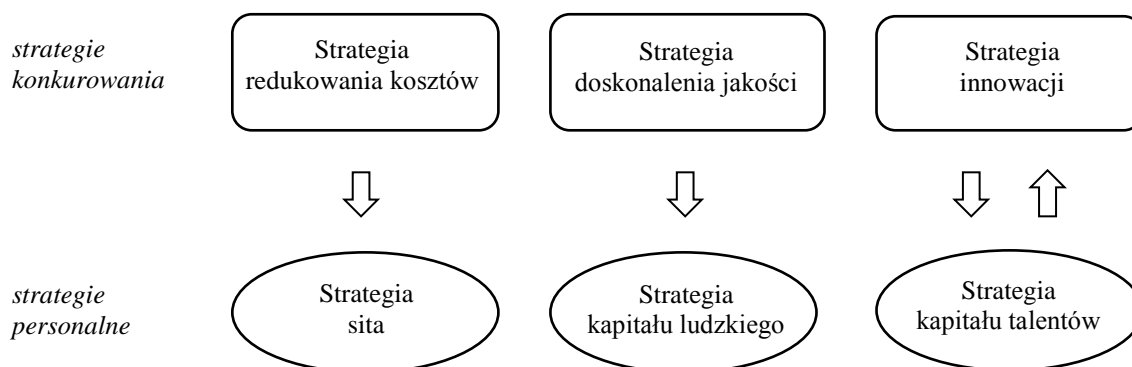 strategie
konkurowania
Strategia
redukowania kosztów
Strategia
doskonalenia jakości
Strategia
innowacji
strategie
personalne
Strategia
sita
Strategia
kapitału ludzkiego
Strategia
kapitału talentów